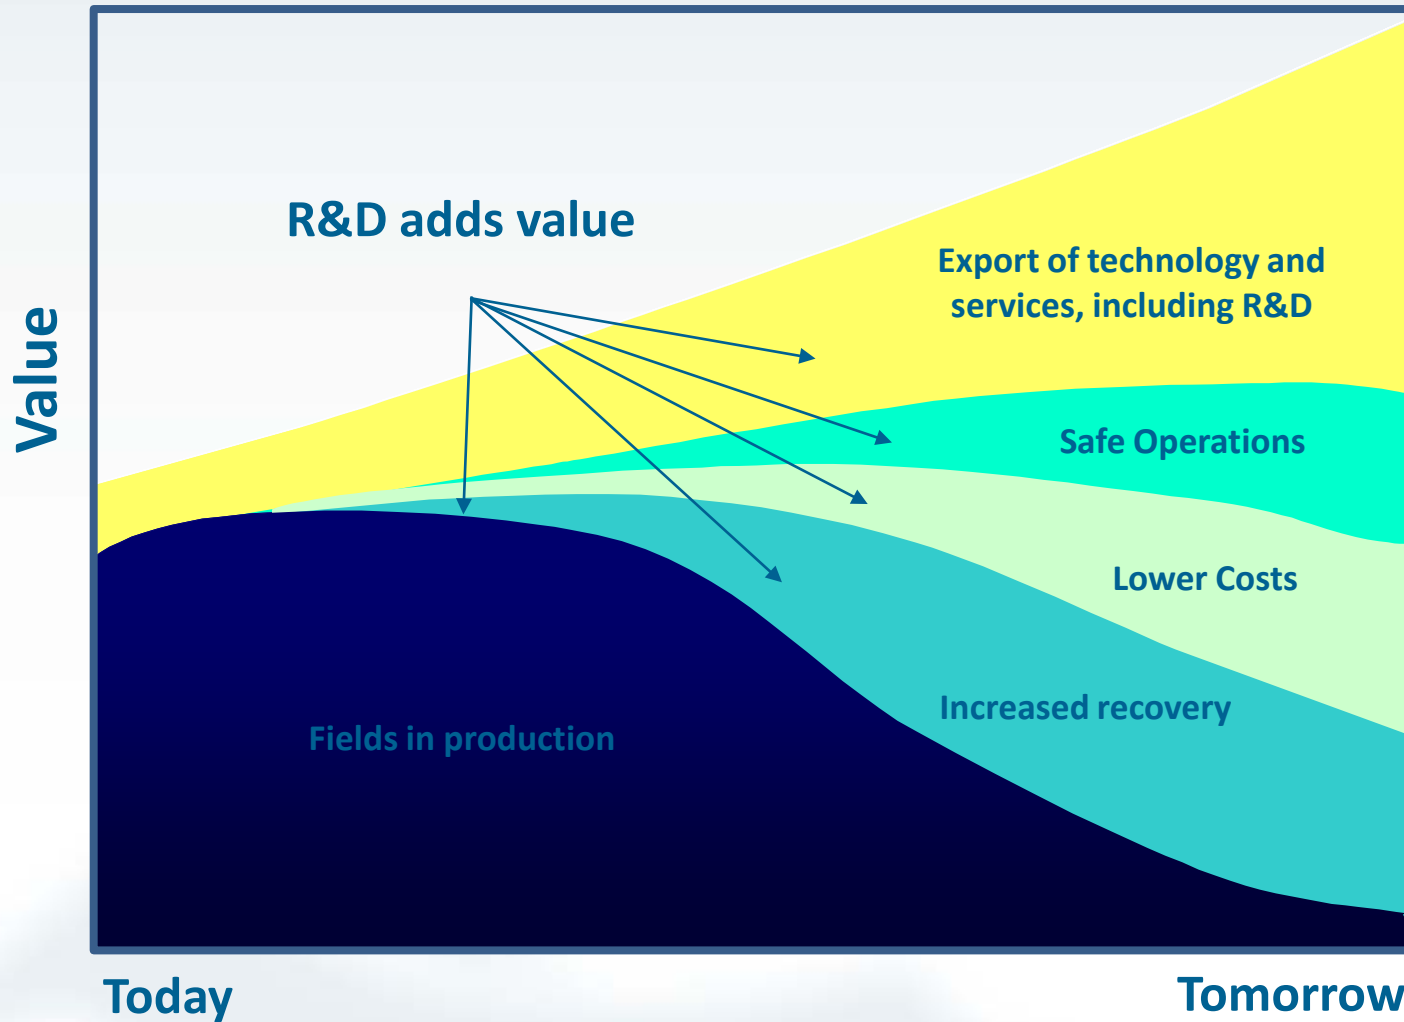 R&D adds value
Export of technology and
services, including R&D
Value
Safe Operations
Lower Costs
Increased recovery
Fields in production
Today
Tomorrow